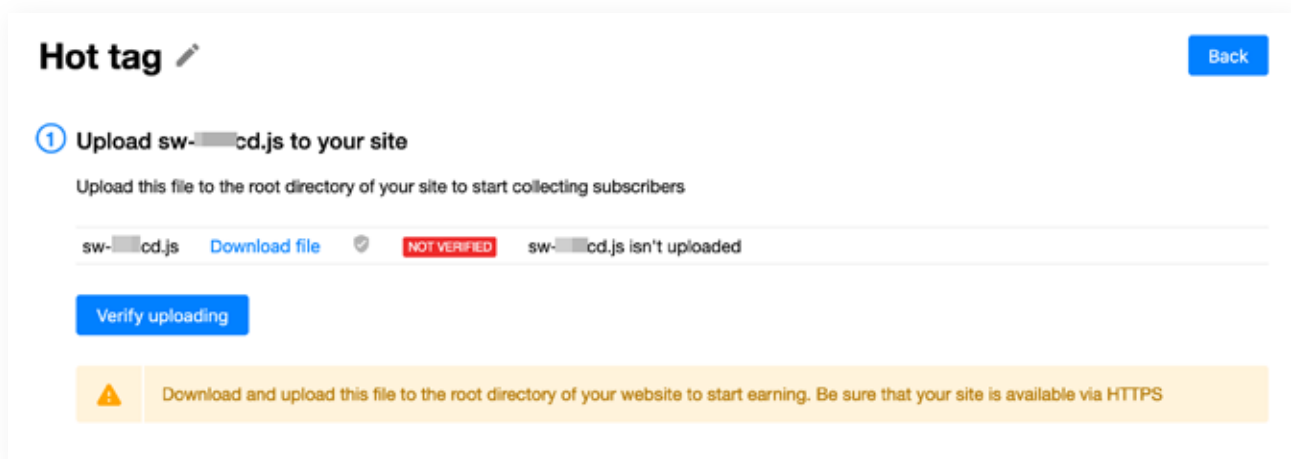 Hot tag
Back
1 Upload sw-cd.js to your site
Upload this file to the root directory of your site to start collecting subscribers
sw-cd.js Download file NOT VERIFIED sw-cd.js isn't uploaded
Verify uploading
Download and upload this file to the root directory of your website to start earning. Be sure that your site is available via HTTPS